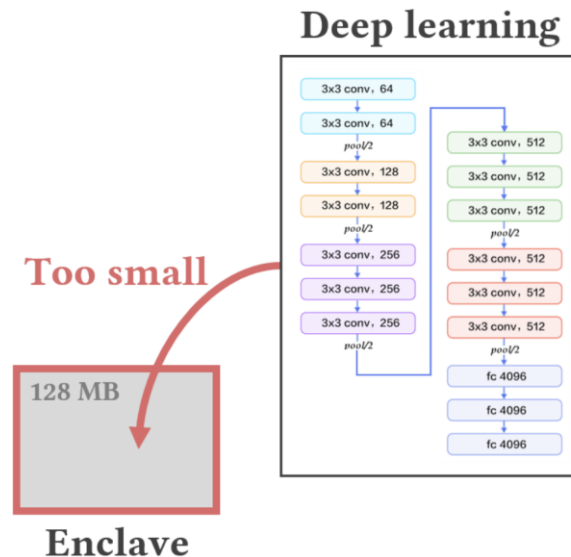 Deep learning
3x3 conv, 64
3x3 conv, 64
pool/2
3x3 conv, 128
3x3 conv, 128
pool/2
3x3 conv, 256
3x3 conv, 256
3x3 conv, 256
pool/2
3x3 conv, 512
3x3 conv, 512
3x3 conv, 512
pool/2
3x3 conv, 512
3x3 conv, 512
3x3 conv, 512
pool/2
fc 4096
fc 4096
fc 4096
Too small
128 MB
Enclave